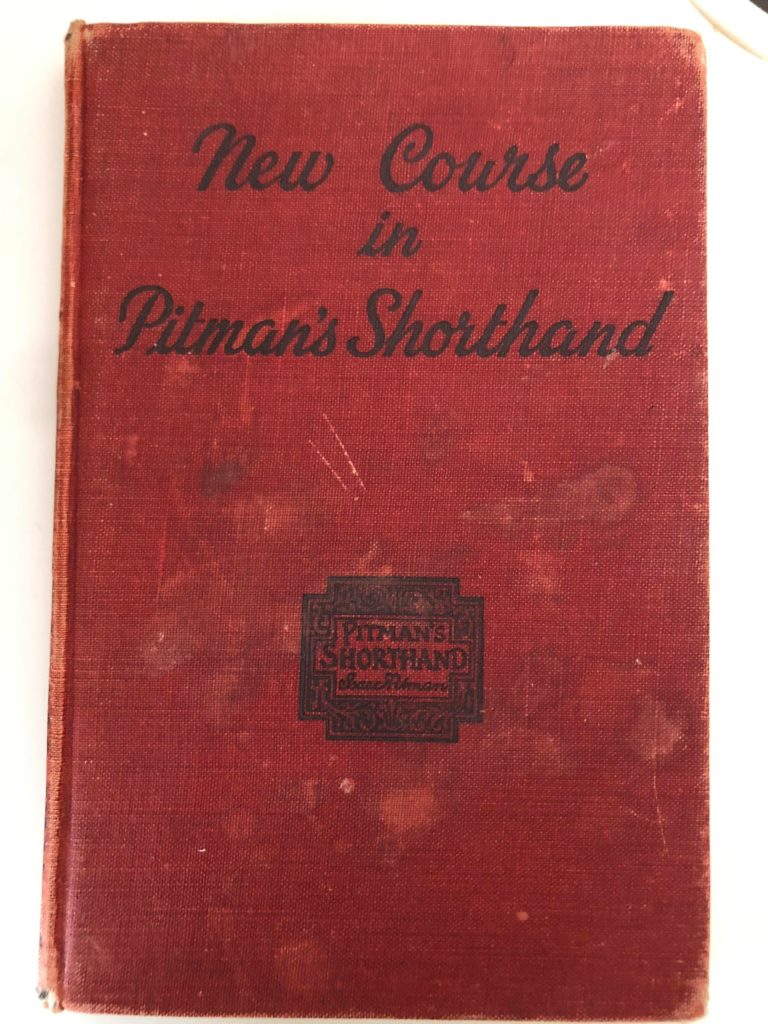 New Course
in
Pitman's Shorthand
PITMAN'S
SHORTHAND
Isaac Pitman